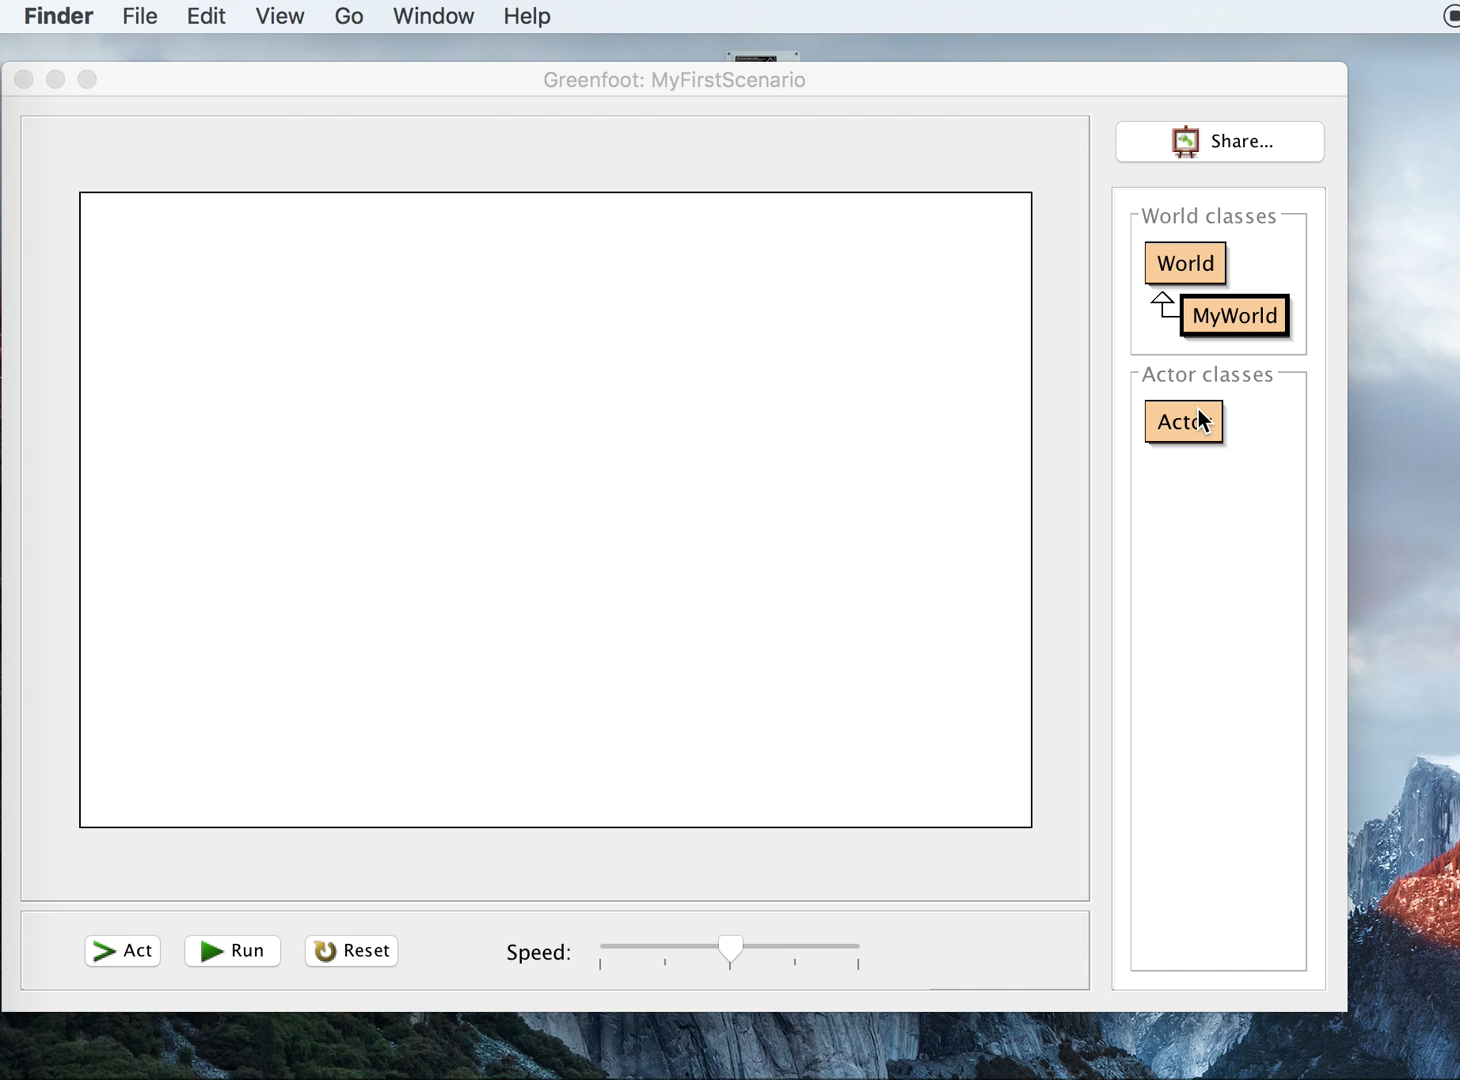 Finder File Edit View Go Window Help
Greenfoot: MyFirstScenario
Share...
World classes
World
MyWorld
Actor classes
Acto
Act Run Reset Speed: